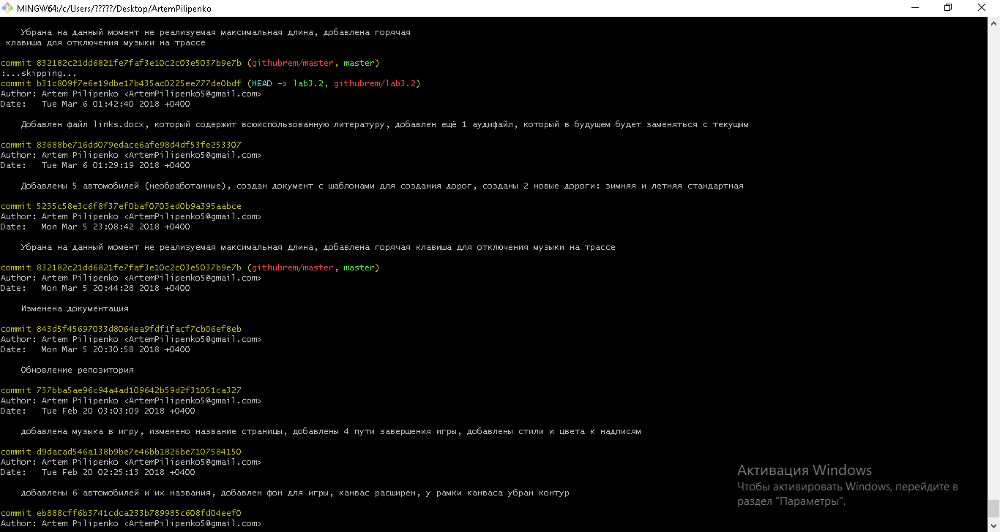 MINGW64:/c/Users/?????/Desktop/ArtemPilipenko
Убрана на данный момент не реализуемая максимальная длина, добавлена горячая
клавиша для отключения музыки на трассе
commit 832182c21dd6821fe7faf3e10c2c03e5037b9e7b (githubrem/master, master)
:...skipping...
commit b31c809f7e6e19dbe17b435ac0225ee777de0bdf (HEAD -> lab3.2, githubrem/lab3.2)
Author: Artem Pilipenko <ArtemPilipenko5@gmail.com>
Date:   Tue Mar 6 01:42:40 2018 +0400
Добавлен файл links.docx, который содержит всюиспользованную литературу, добавлен ещё 1 аудифайл, который в будущем будет заменяться с текущим
commit 83688be716dd079edace6afe98d4df53fe253307
Author: Artem Pilipenko <ArtemPilipenko5@gmail.com>
Date:   Tue Mar 6 01:29:19 2018 +0400
Добавлены 5 автомобилей (необработанные), создан документ с шаблонами для создания дорог, созданы 2 новые дороги: зимняя и летняя стандартная
commit 5235c58e3c6f8f37ef0baf0703ed0b9a395aabce
Author: Artem Pilipenko <ArtemPilipenko5@gmail.com>
Date:   Mon Mar 5 23:08:42 2018 +0400
Убрана на данный момент не реализуемая максимальная длина, добавлена горячая клавиша для отключения музыки на трассе
commit 832182c21dd6821fe7faf3e10c2c03e5037b9e7b (githubrem/master, master)
Author: Artem Pilipenko <ArtemPilipenko5@gmail.com>
Date:   Mon Mar 5 20:44:28 2018 +0400
Изменена документация
commit 843d5f45697033d8064ea9fdf1facf7cb06ef8eb
Author: Artem Pilipenko <ArtemPilipenko5@gmail.com>
Date:   Mon Mar 5 20:30:58 2018 +0400
Обновление репозитория
commit 737bba5ae96c94a4ad109642b59d2f31051ca327
Author: Artem Pilipenko <ArtemPilipenko5@gmail.com>
Date:   Tue Feb 20 03:03:09 2018 +0400
добавлена музыка в игру, изменено название страницы, добавлены 4 пути завершения игры, добавлены стили и цвета к надписям
commit d9dacad546a138b9be7e46bb1826be7107584150
Author: Artem Pilipenko <ArtemPilipenko5@gmail.com>
Date:   Tue Feb 20 02:25:13 2018 +0400
добавлены 6 автомобилей и их названия, добавлен фон для игры, канвас расширен, у рамки канваса убран контур
commit eb888cff6b3741cdca233b789985c608fd04eef0
Author: Artem Pilipenko <ArtemPilipenko5@gmail.com>
Активация Windows
Чтобы активировать Windows, перейдите в
раздел "Параметры".